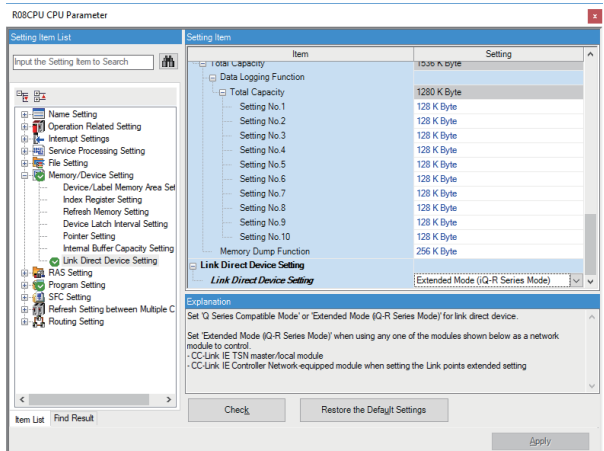 R08CPU CPU Parameter
x
Setting Item List
Input the Setting Item to Search
Name Setting
Operation Related Setting
Interrupt Settings
Service Processing Setting
File Setting
Memory/Device Setting
Device/Label Memory Area Set
Index Register Setting
Refresh Memory Setting
Device Latch Interval Setting
Pointer Setting
Internal Buffer Capacity Setting
Link Direct Device Setting
RAS Setting
Program Setting
SFC Setting
Refresh Setting between Multiple C
Routing Setting
Item List Find Result
Setting Item
Item Setting
Total Capacity 1536 K Byte
Data Logging Function
Total Capacity 1280 K Byte
Setting No.1 128 K Byte
Setting No.2 128 K Byte
Setting No.3 128 K Byte
Setting No.4 128 K Byte
Setting No.5 128 K Byte
Setting No.6 128 K Byte
Setting No.7 128 K Byte
Setting No.8 128 K Byte
Setting No.9 128 K Byte
Setting No.10 128 K Byte
Memory Dump Function 256 K Byte
Link Direct Device Setting
Link Direct Device Setting Extended Mode (iQ-R Series Mode)
Explanation
Set 'Q Series Compatible Mode' or 'Extended Mode (iQ-R Series Mode)' for link direct device.
Set 'Extended Mode (iQ-R Series Mode)' when using any one of the modules shown below as a network
module to control.
- CC-Link IE TSN master/local module
- CC-Link IE Controller Network-equipped module when setting the Link points extended setting
Check Restore the Default Settings
Apply